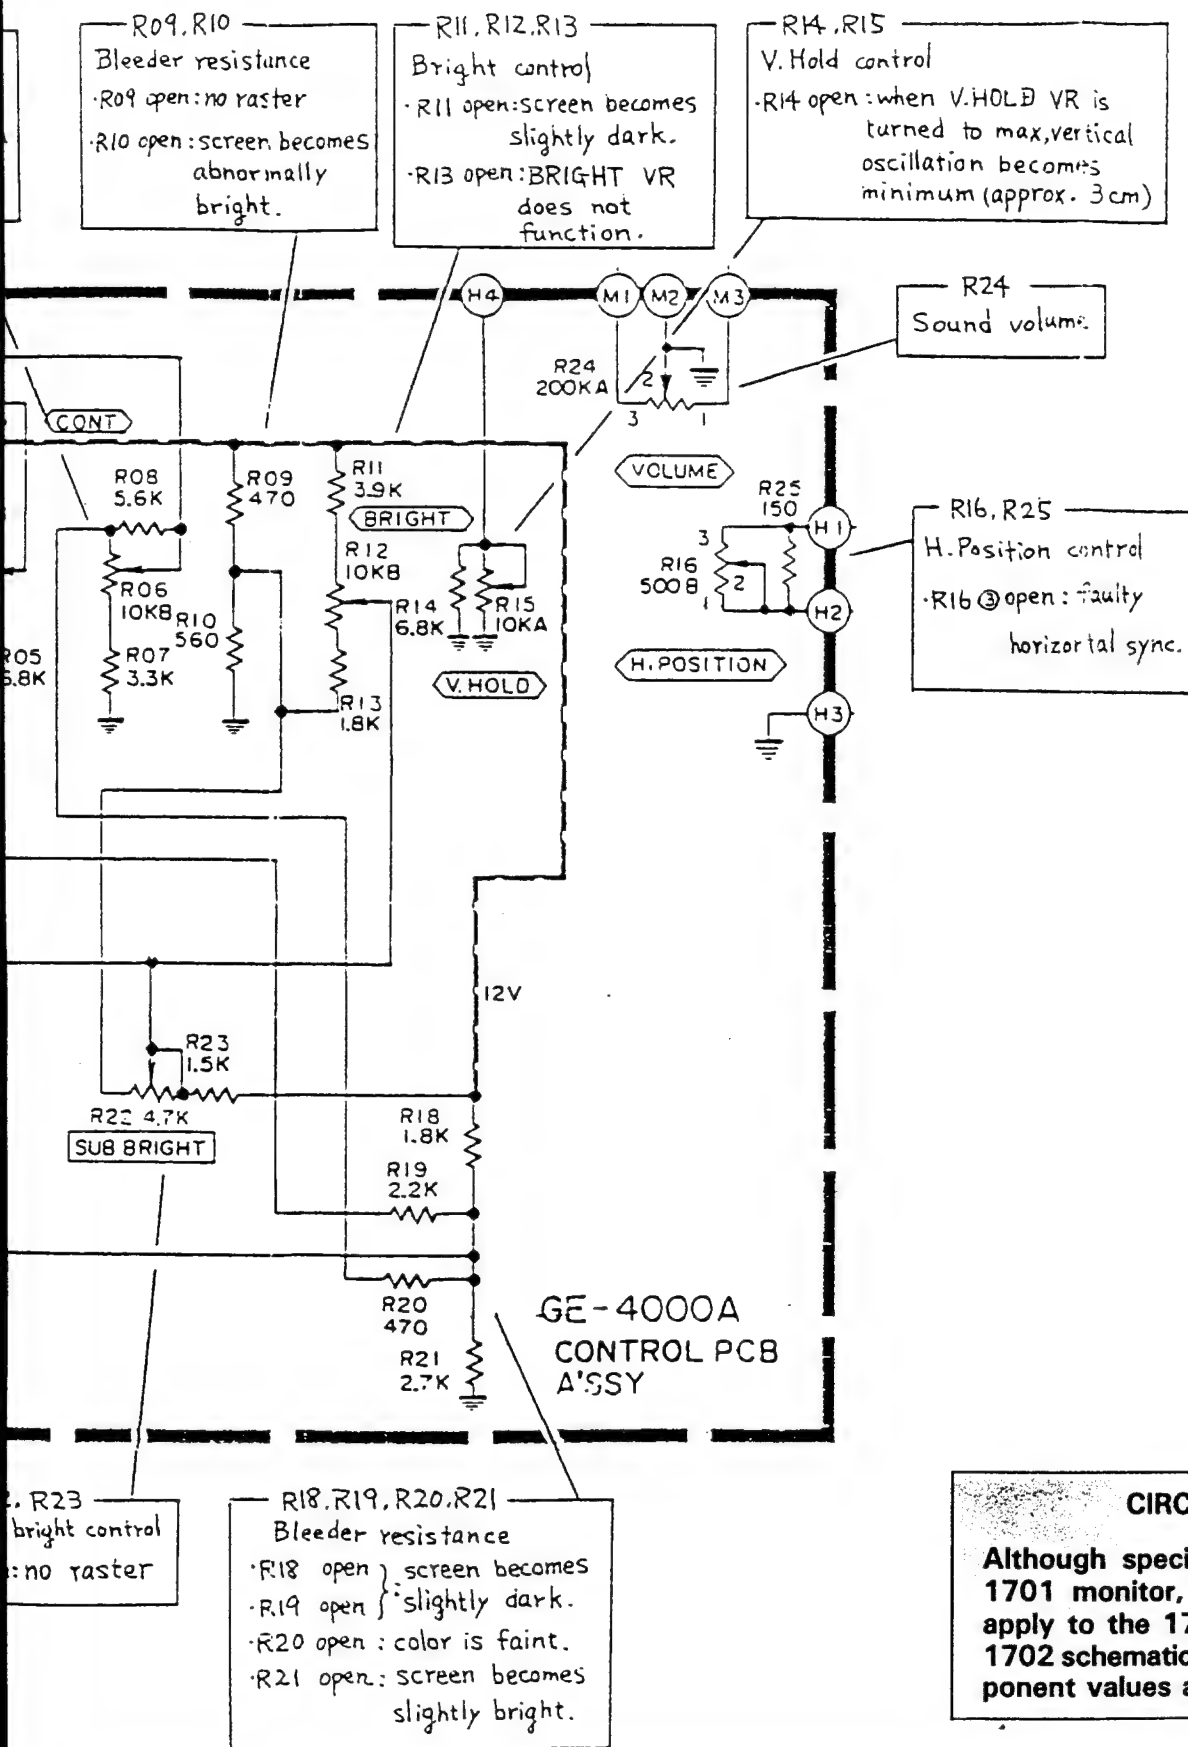 R09, R10
Bleeder resistance
·R09 open: no raster
·R10 open: screen becomes
abnormally
bright.
R11, R12, R13
Bright control
·R11 open: screen becomes
slightly dark.
·R13 open: BRIGHT VR
does not
function.
R14, R15
V. Hold control
·R14 open: when V.HOLD VR is
turned to max, vertical
oscillation becomes
minimum (approx. 3cm)
H4
M1
M2
M3
R24
Sound volume.
R24
200KA
2
3
1
CONT
VOLUME
R08
5.6K
R09
470
R11
3.9K
BRIGHT
R25
150
H1
R16, R25
H. Position control
·R16 ③ open: faulty
horizontal sync.
3
R16
500B
2
1
H2
R12
10KB
R06
10KB
R10
560
R14
6.8K
R15
10KA
R05
6.8K
R07
3.3K
V. HOLD
H. POSITION
R13
1.8K
H3
12V
R23
1.5K
R22 4.7K
SUB BRIGHT
R18
1.8K
R19
2.2K
R20
470
R21
2.7K
GE-4000A
CONTROL PCB
A'SSY
R23
bright control
: no raster
R18, R19, R20, R21
Bleeder resistance
·R18 open } screen becomes
·R19 open } : slightly dark.
·R20 open : color is faint.
·R21 open : screen becomes
slightly bright.
CIRC
Although speci
1701 monitor,
apply to the 17
1702 schematic
ponent values a